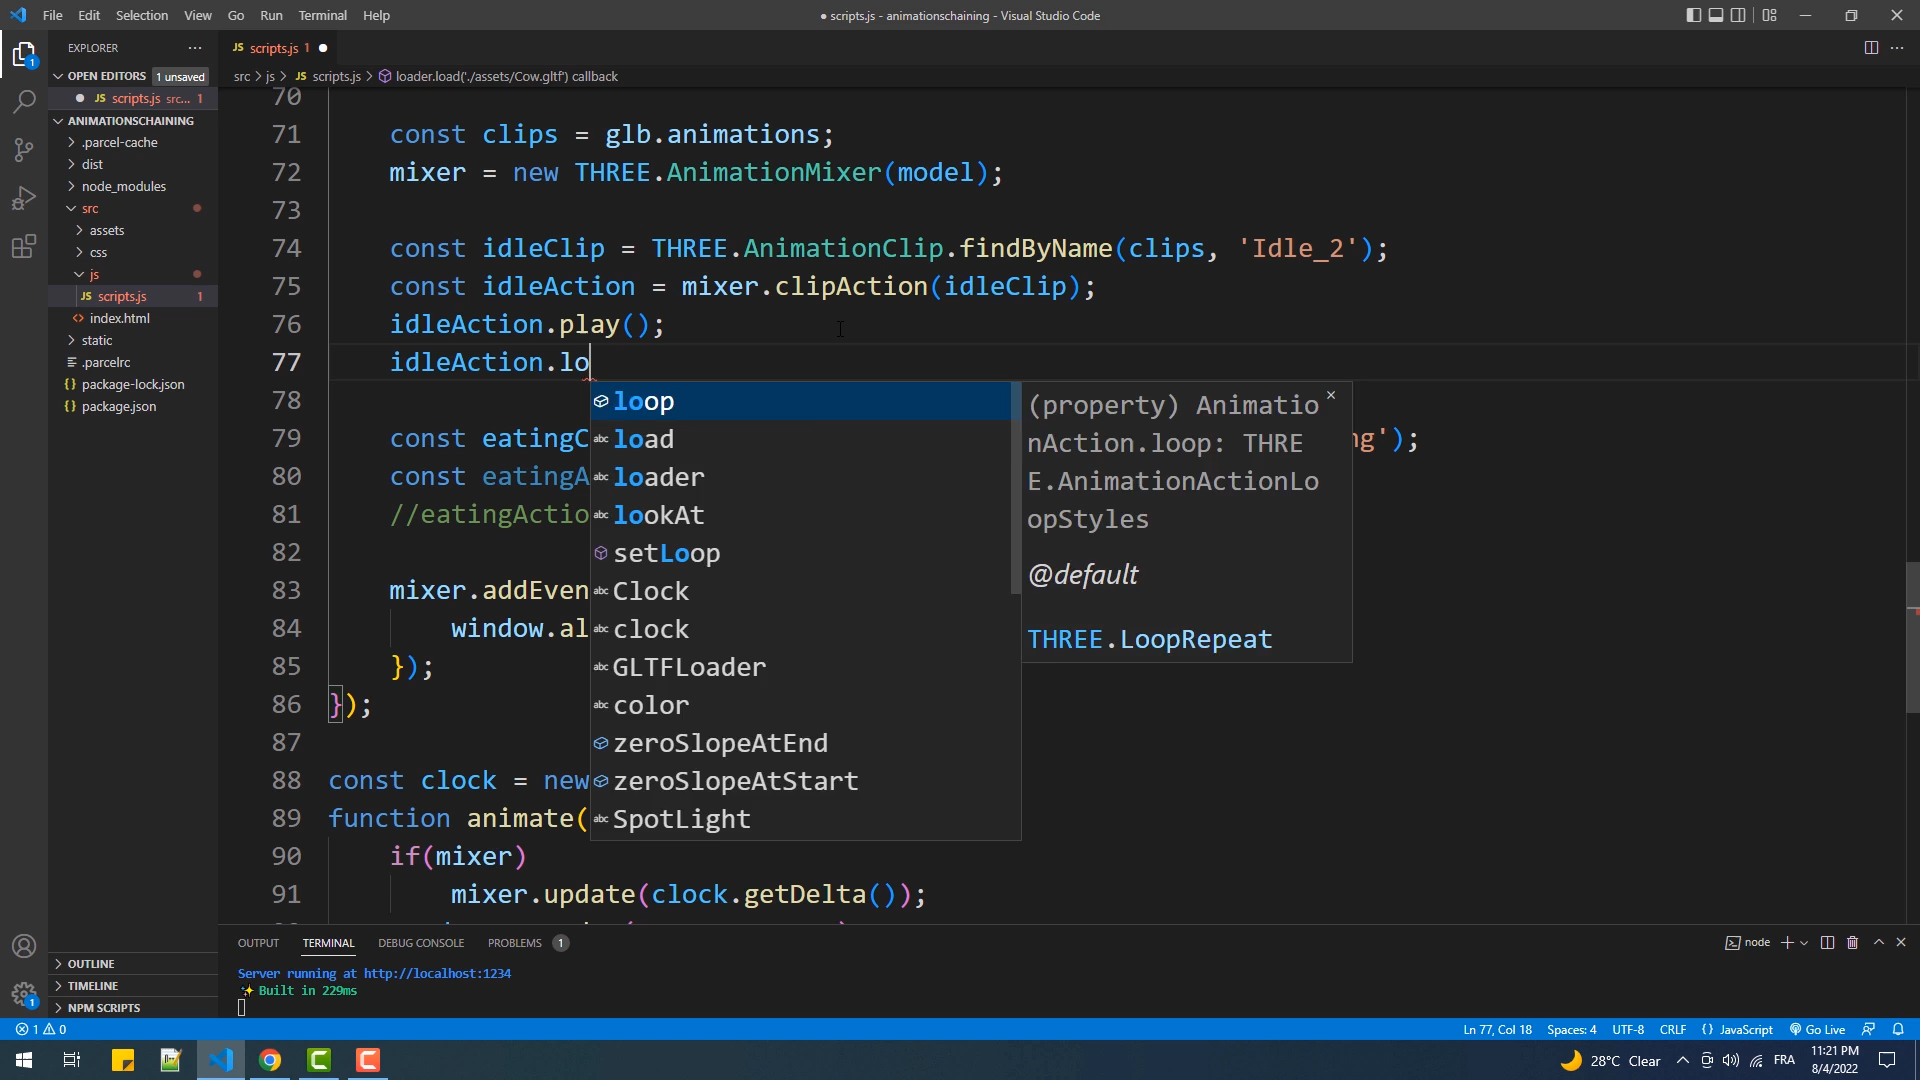 File Edit Selection View Go Run Terminal Help
● scripts.js - animationschaining - Visual Studio Code
EXPLORER
JS scripts.js 1 ●
OPEN EDITORS 1 unsaved
src > js > JS scripts.js > loader.load('./assets/Cow.gltf') callback
● JS scripts.js src... 1
ANIMATIONSCHAINING
.parcel-cache
dist
node_modules
src
assets
css
js
JS scripts.js 1
index.html
static
.parcelrc
package-lock.json
package.json
OUTLINE
TIMELINE
NPM SCRIPTS
70
71 const clips = glb.animations;
72 mixer = new THREE.AnimationMixer(model);
73
74 const idleClip = THREE.AnimationClip.findByName(clips, 'Idle_2');
75 const idleAction = mixer.clipAction(idleClip);
76 idleAction.play();
77 idleAction.lo
78
79 const eatingC ng');
80 const eatingA
81 //eatingActio
82
83 mixer.addEven
84 window.al
85 });
86 });
87
88 const clock = new
89 function animate(
90 if(mixer)
91 mixer.update(clock.getDelta());
loop
load
loader
lookAt
setLoop
Clock
clock
GLTFLoader
color
zeroSlopeAtEnd
zeroSlopeAtStart
SpotLight
(property) Animatio
nAction.loop: THRE
E.AnimationActionLo
opStyles
@default
THREE.LoopRepeat
OUTPUT TERMINAL DEBUG CONSOLE PROBLEMS 1
node
Server running at http://localhost:1234
✨ Built in 229ms
1 0
Ln 77, Col 18 Spaces: 4 UTF-8 CRLF {} JavaScript Go Live
28°C Clear
FRA
11:21 PM
8/4/2022